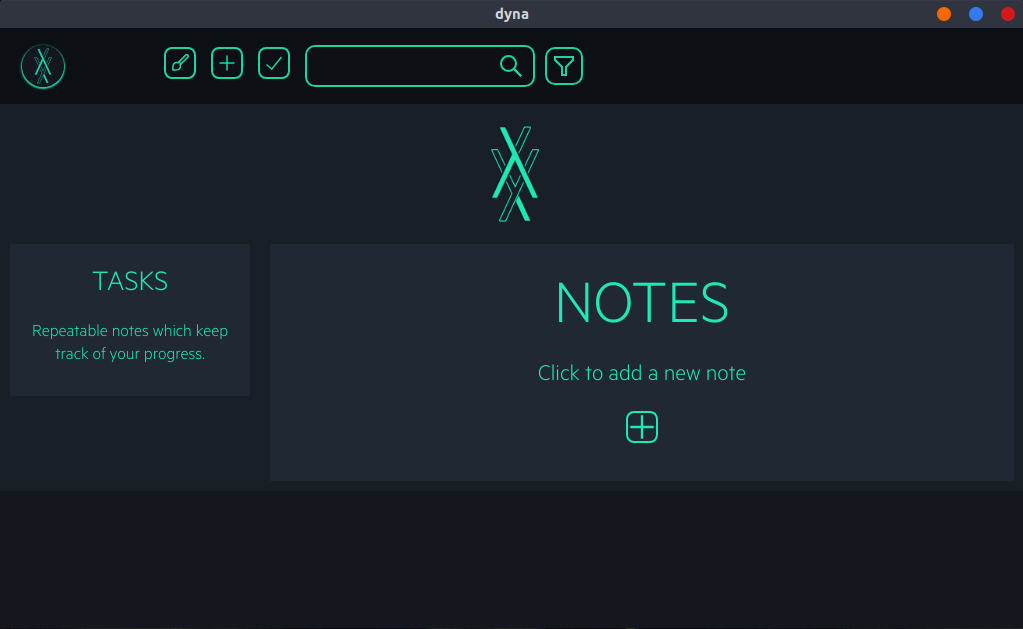 dyna
TASKS
Repeatable notes which keep
track of your progress.
NOTES
Click to add a new note